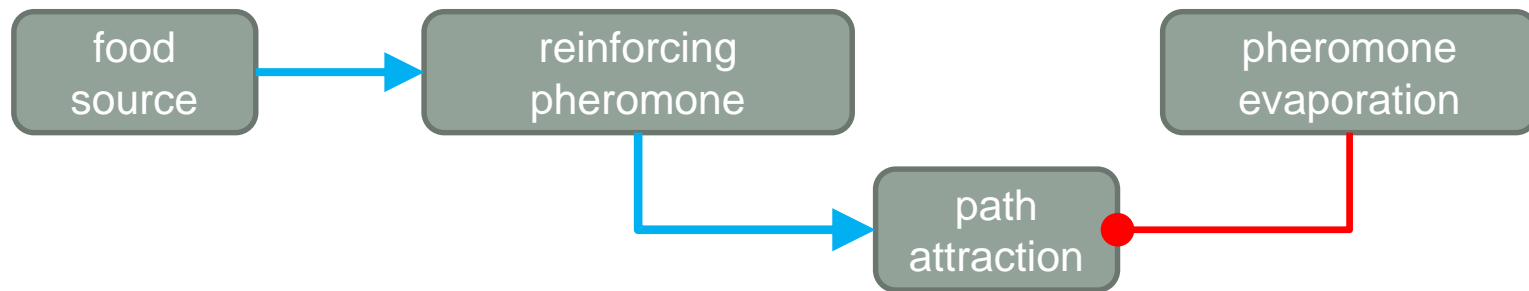 food
source
reinforcing
pheromone
pheromone
evaporation
path
attraction